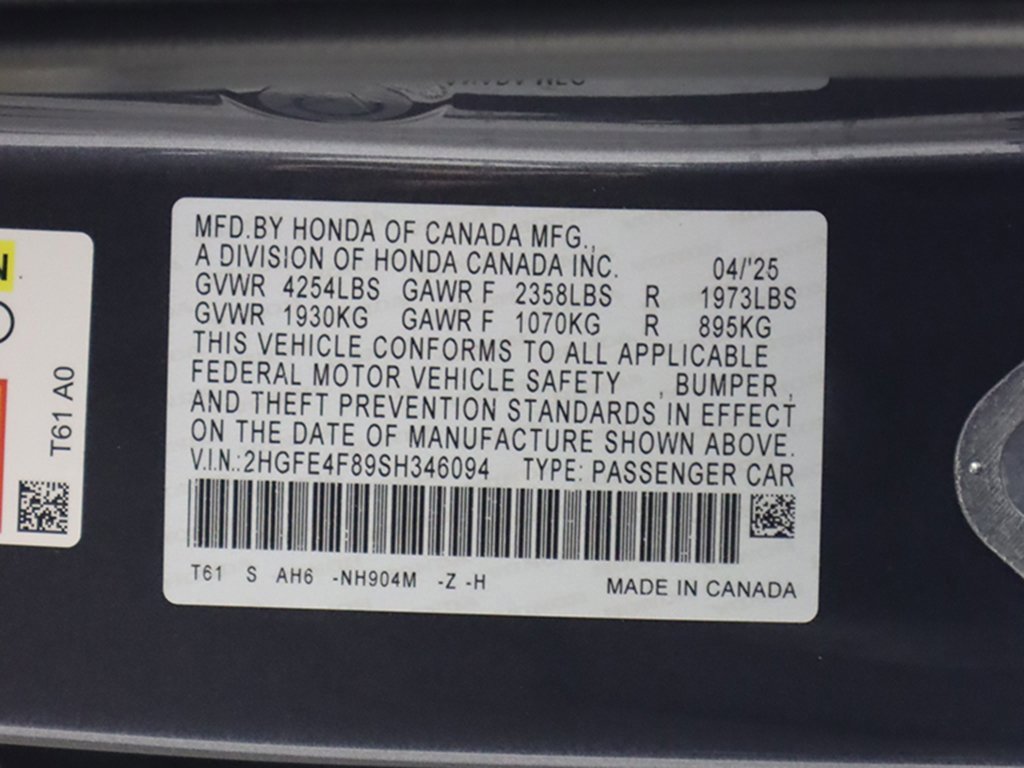 MFD.BY HONDA OF CANADA MFG.,
A DIVISION OF HONDA CANADA INC. 04/'25
GVWR 4254LBS GAWR F 2358LBS R 1973LBS
GVWR 1930KG GAWR F 1070KG R 895KG
THIS VEHICLE CONFORMS TO ALL APPLICABLE
FEDERAL MOTOR VEHICLE SAFETY , BUMPER ,
AND THEFT PREVENTION STANDARDS IN EFFECT
ON THE DATE OF MANUFACTURE SHOWN ABOVE.
V.I.N.:2HGFE4F89SH346094 TYPE: PASSENGER CAR
T61 S AH6 -NH904M -Z -H MADE IN CANADA
T61 A0